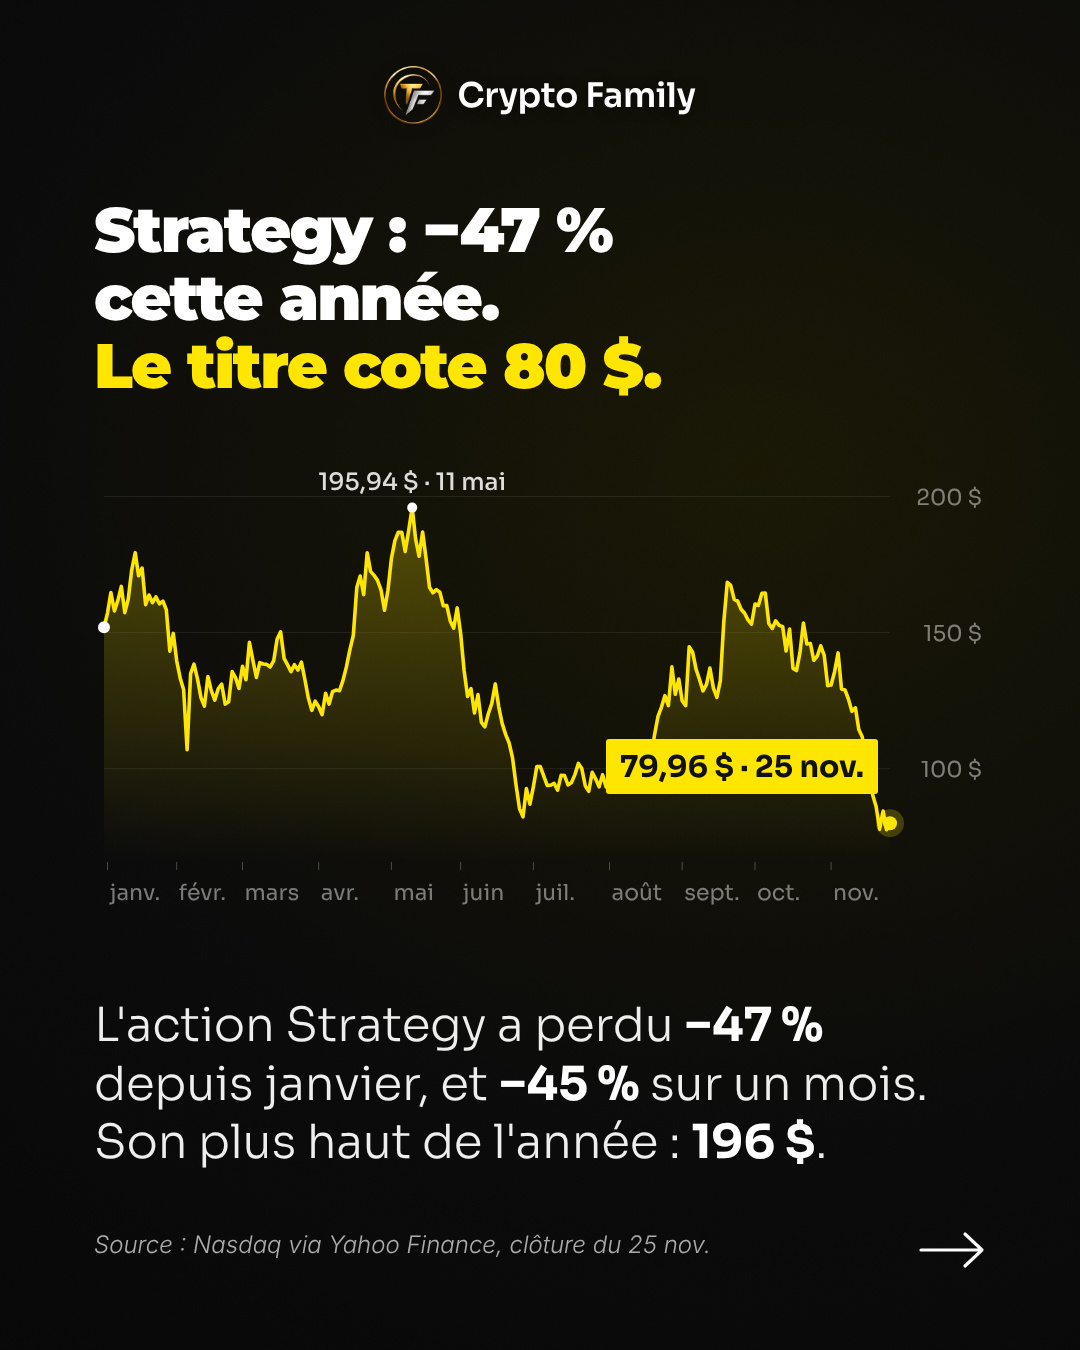 TF
Crypto Family
Strategy : −47 %
cette année.
Le titre cote 80 $.
195,94 $ · 11 mai
200 $
150 $
79,96 $ · 25 nov.
100 $
janv. févr. mars avr. mai juin juil. août sept. oct. nov.
L'action Strategy a perdu −47 %
depuis janvier, et −45 % sur un mois.
Son plus haut de l'année : 196 $.
Source : Nasdaq via Yahoo Finance, clôture du 25 nov.